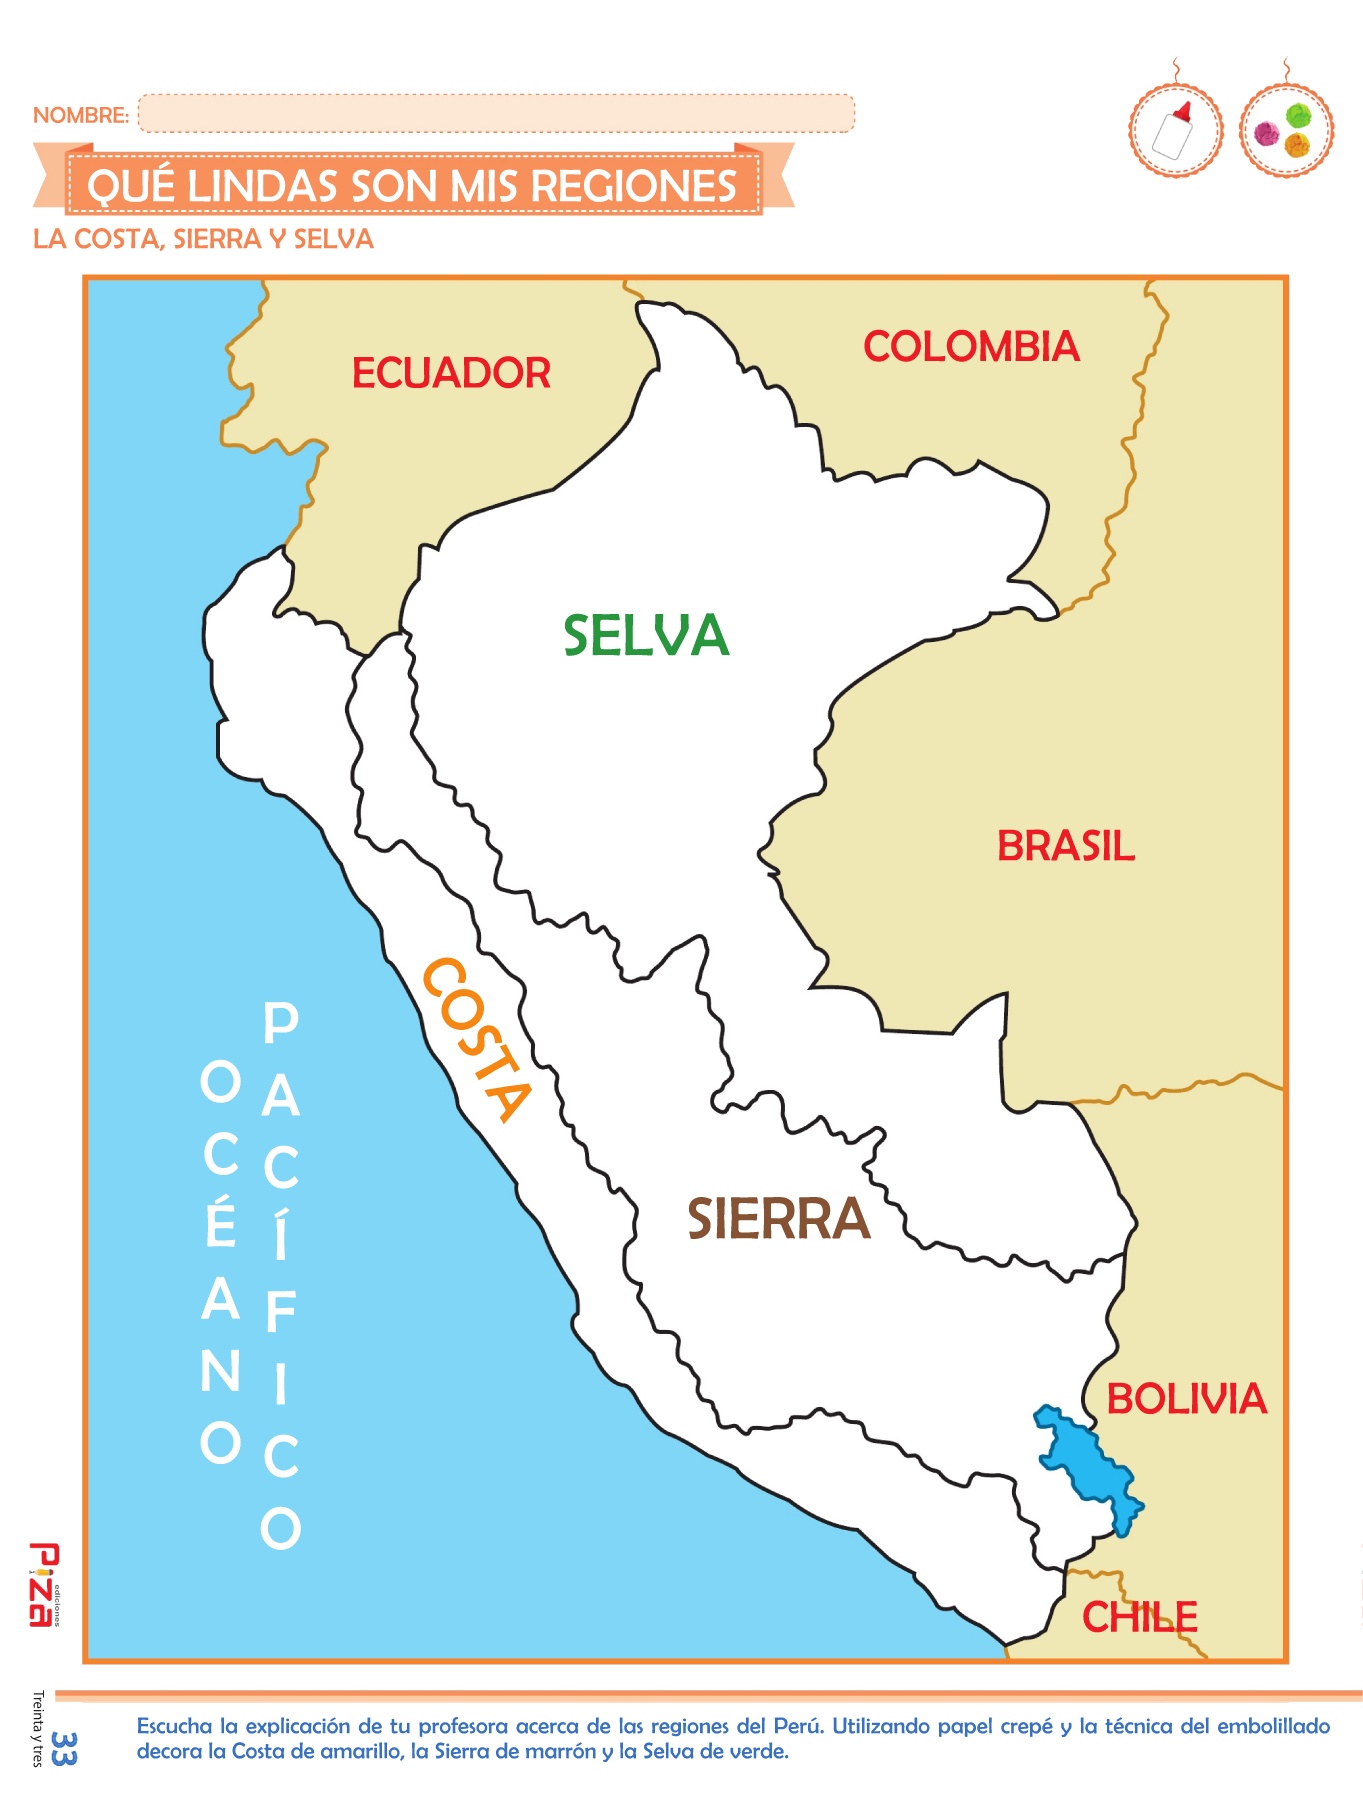 NOMBRE:
QUÉ LINDAS SON MIS REGIONES
LA COSTA, SIERRA Y SELVA
ECUADOR
COLOMBIA
SELVA
BRASIL
COSTA
OCÉANO
PACÍFICO
SIERRA
BOLIVIA
CHILE
PIZA
ediciones
Treinta y tres
33
Escucha la explicación de tu profesora acerca de las regiones del Perú. Utilizando papel crepé y la técnica del embolillado
decora la Costa de amarillo, la Sierra de marrón y la Selva de verde.